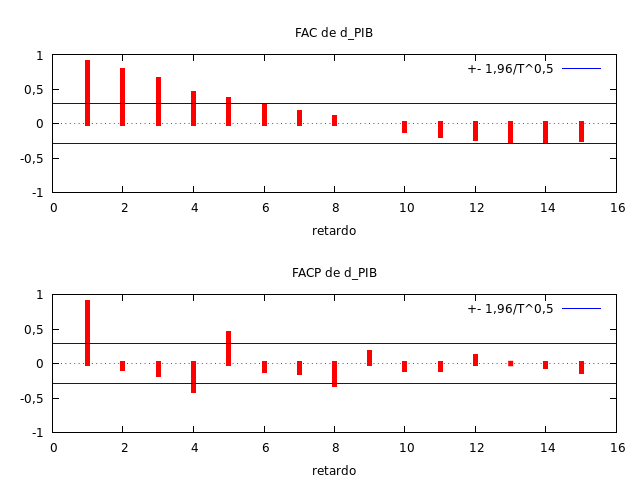 FAC de d_PIB
+- 1,96/T^0,5
1
0,5
0
-0,5
-1
0 2 4 6 8 10 12 14 16
retardo
FACP de d_PIB
+- 1,96/T^0,5
1
0,5
0
-0,5
-1
0 2 4 6 8 10 12 14 16
retardo